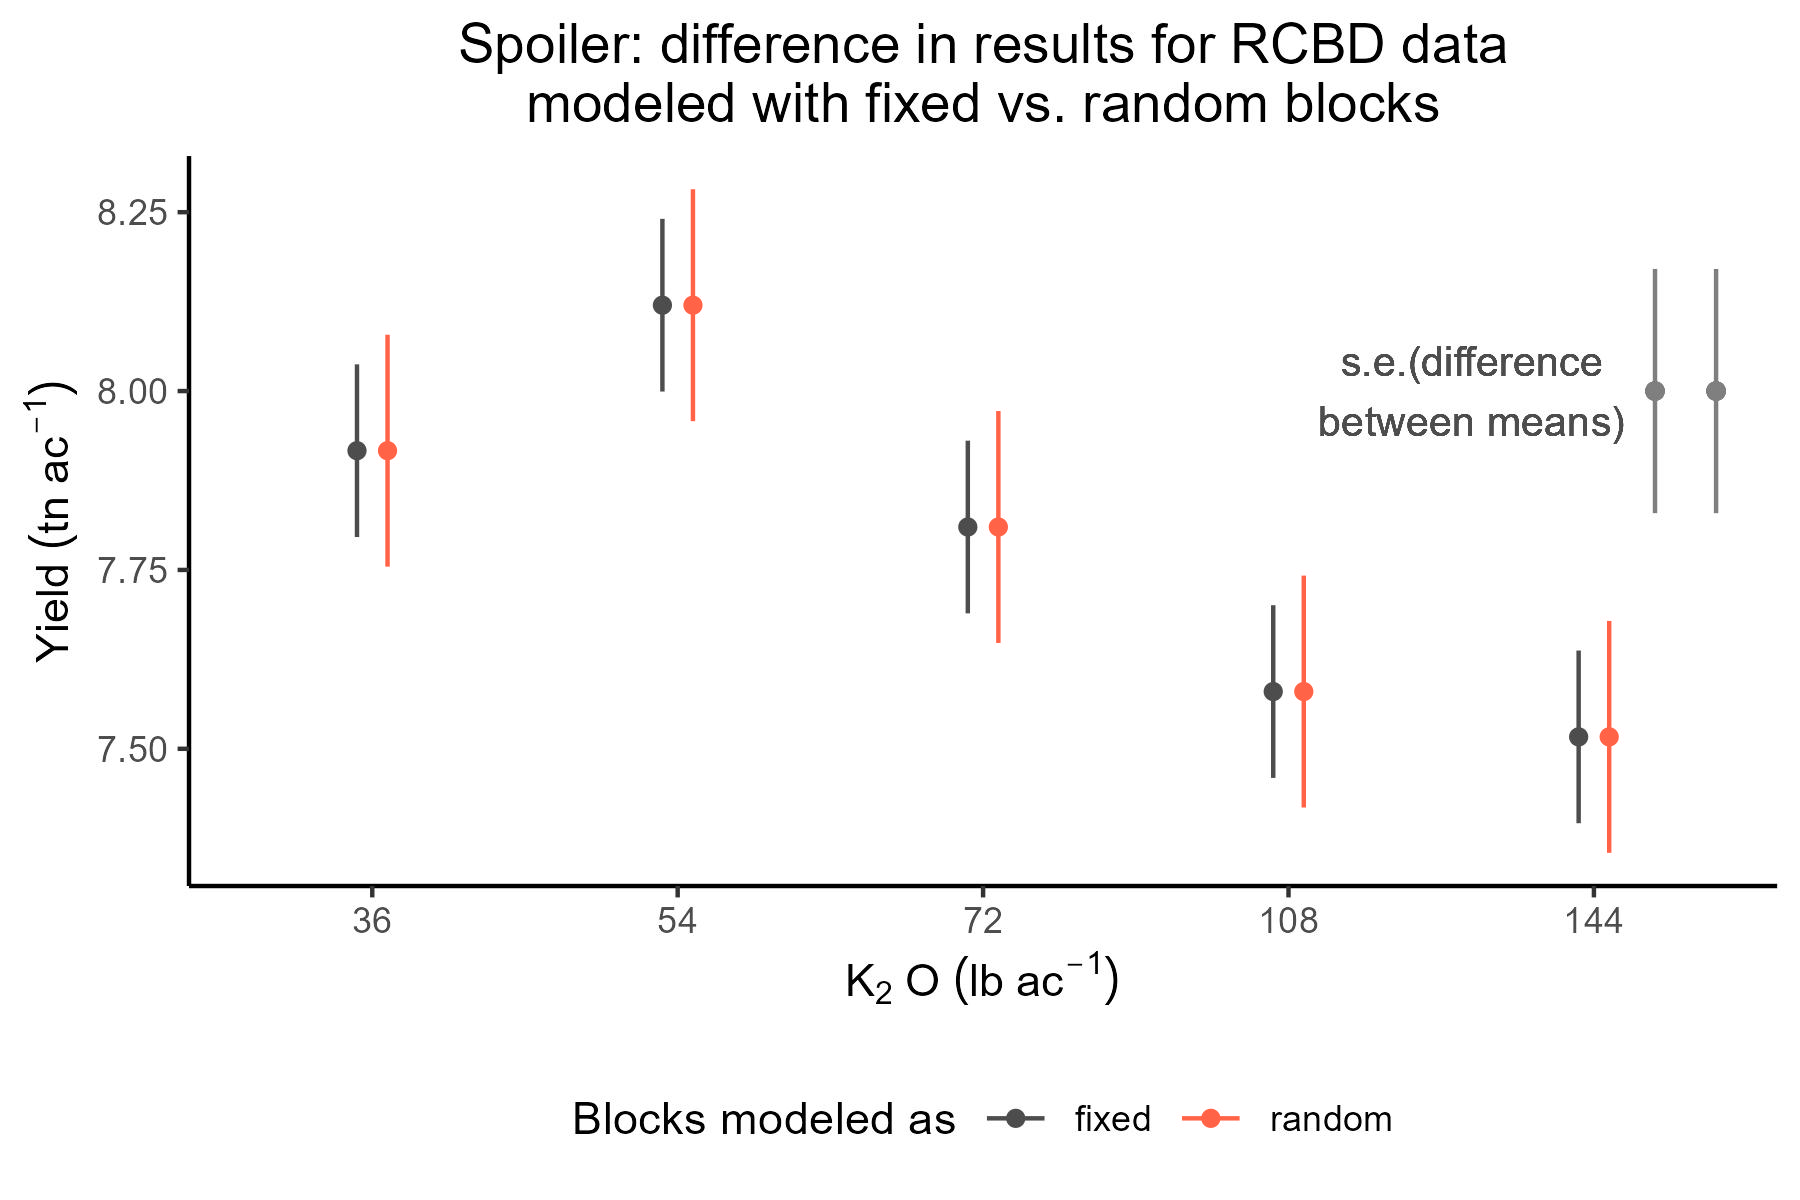 Spoiler: difference in results for RCBD data
modeled with fixed vs. random blocks
Yield (tn ac⁻¹)
8.25
8.00
7.75
7.50
s.e.(difference
between means)
36 54 72 108 144
K₂ O (lb ac⁻¹)
Blocks modeled as fixed random